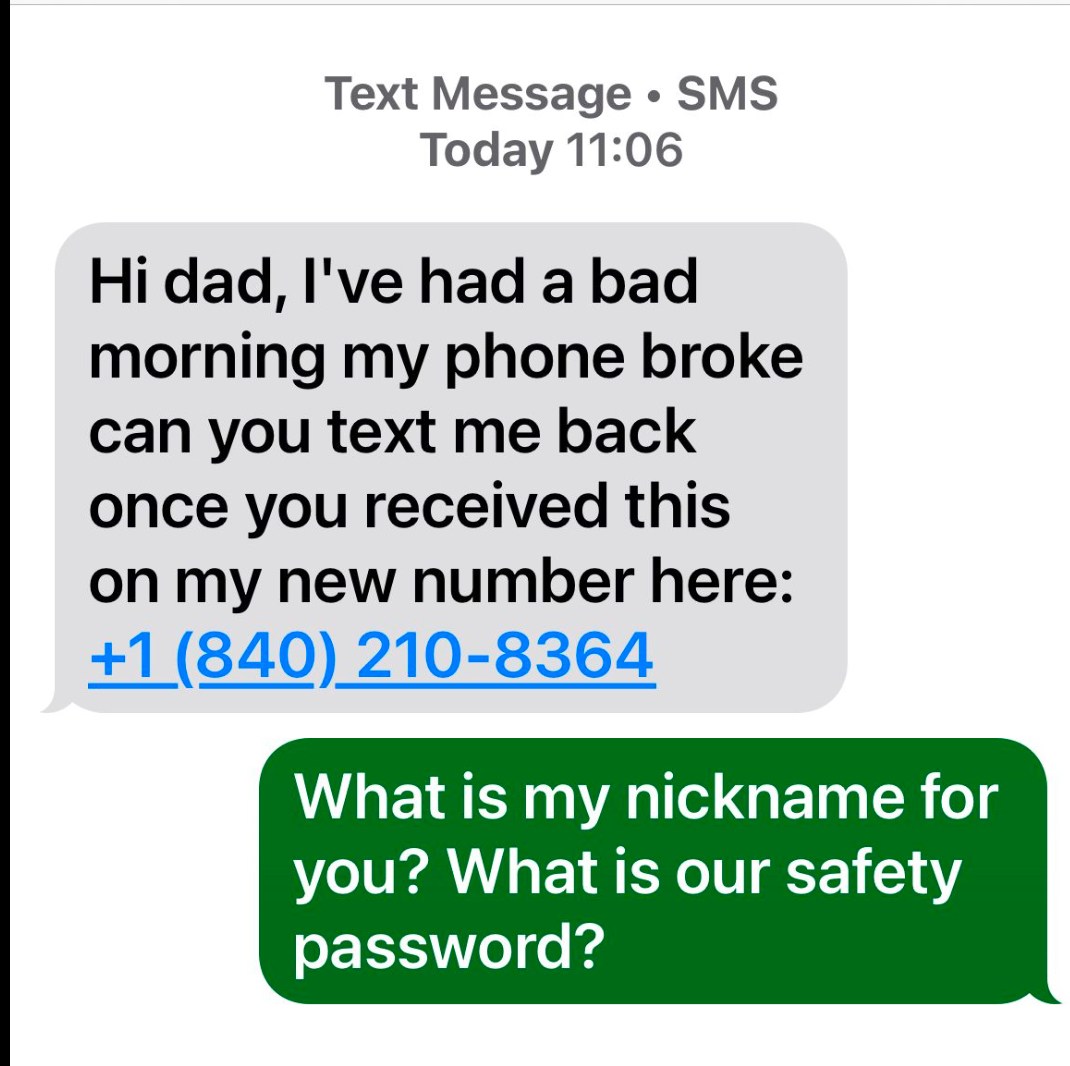 Text Message • SMS
Today 11:06
Hi dad, I've had a bad
morning my phone broke
can you text me back
once you received this
on my new number here:
+1 (840) 210-8364
What is my nickname for
you? What is our safety
password?